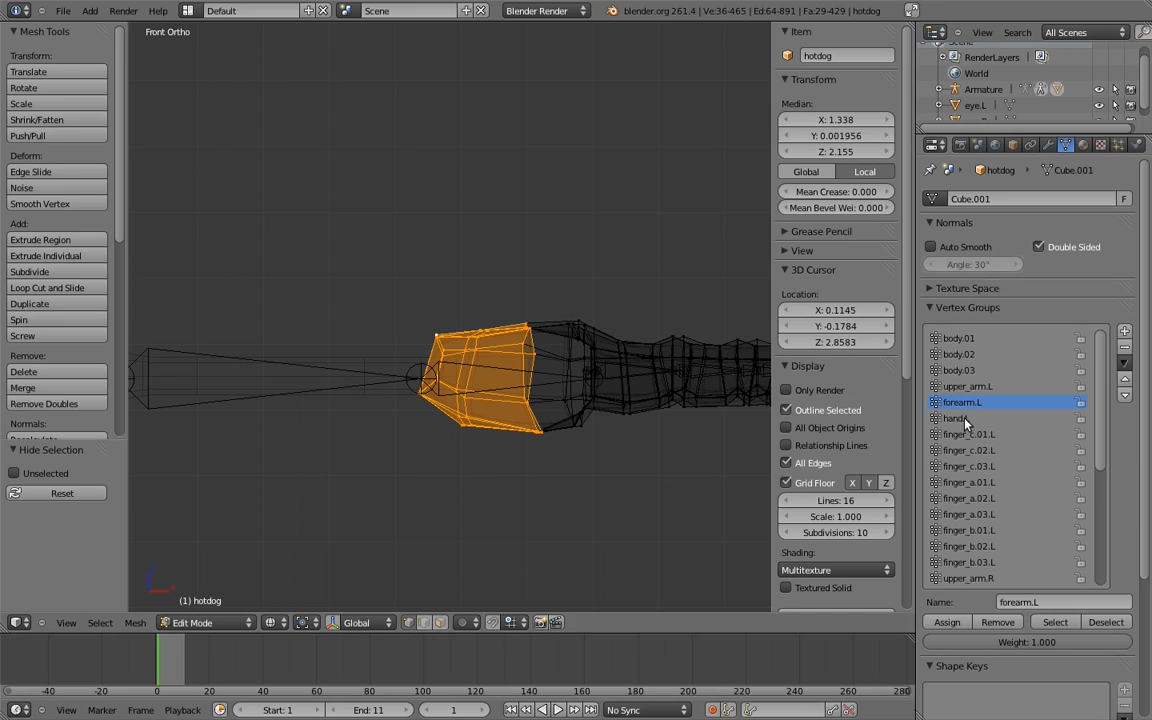 File Add Render Help Default Scene Blender Render blender.org 261.4 | Ve:36-465 | Ed:64-891 | Fa:29-429 | hotdog
Mesh Tools
Transform:
Translate
Rotate
Scale
Shrink/Fatten
Push/Pull
Deform:
Edge Slide
Noise
Smooth Vertex
Add:
Extrude Region
Extrude Individual
Subdivide
Loop Cut and Slide
Duplicate
Spin
Screw
Remove:
Delete
Merge
Remove Doubles
Normals:
Hide Selection
Unselected
Reset
Front Ortho
(1) hotdog
Item
hotdog
Transform
Median:
X: 1.338
Y: 0.001956
Z: 2.155
Global Local
Mean Crease: 0.000
Mean Bevel Wei: 0.000
Grease Pencil
View
3D Cursor
Location:
X: 0.1145
Y: -0.1784
Z: 2.8583
Display
Only Render
Outline Selected
All Object Origins
Relationship Lines
All Edges
Grid Floor X Y Z
Lines: 16
Scale: 1.000
Subdivisions: 10
Shading:
Multitexture
Textured Solid
View Search All Scenes
RenderLayers
World
Armature
eye.L
hotdog Cube.001
Cube.001 F
Normals
Auto Smooth Double Sided
Angle: 30°
Texture Space
Vertex Groups
body.01
body.02
body.03
upper_arm.L
forearm.L
finger_c.01.L
finger_c.02.L
finger_c.03.L
finger_a.01.L
finger_a.02.L
finger_a.03.L
finger_b.01.L
finger_b.02.L
finger_b.03.L
upper_arm.R
Name: forearm.L
Assign Remove Select Deselect
Weight: 1.000
Shape Keys
View Select Mesh Edit Mode Global
-40 -20 0 20 40 60 80 100 120 140 160 180 200 220 240 260 280
View Marker Frame Playback Start: 1 End: 11 1 No Sync